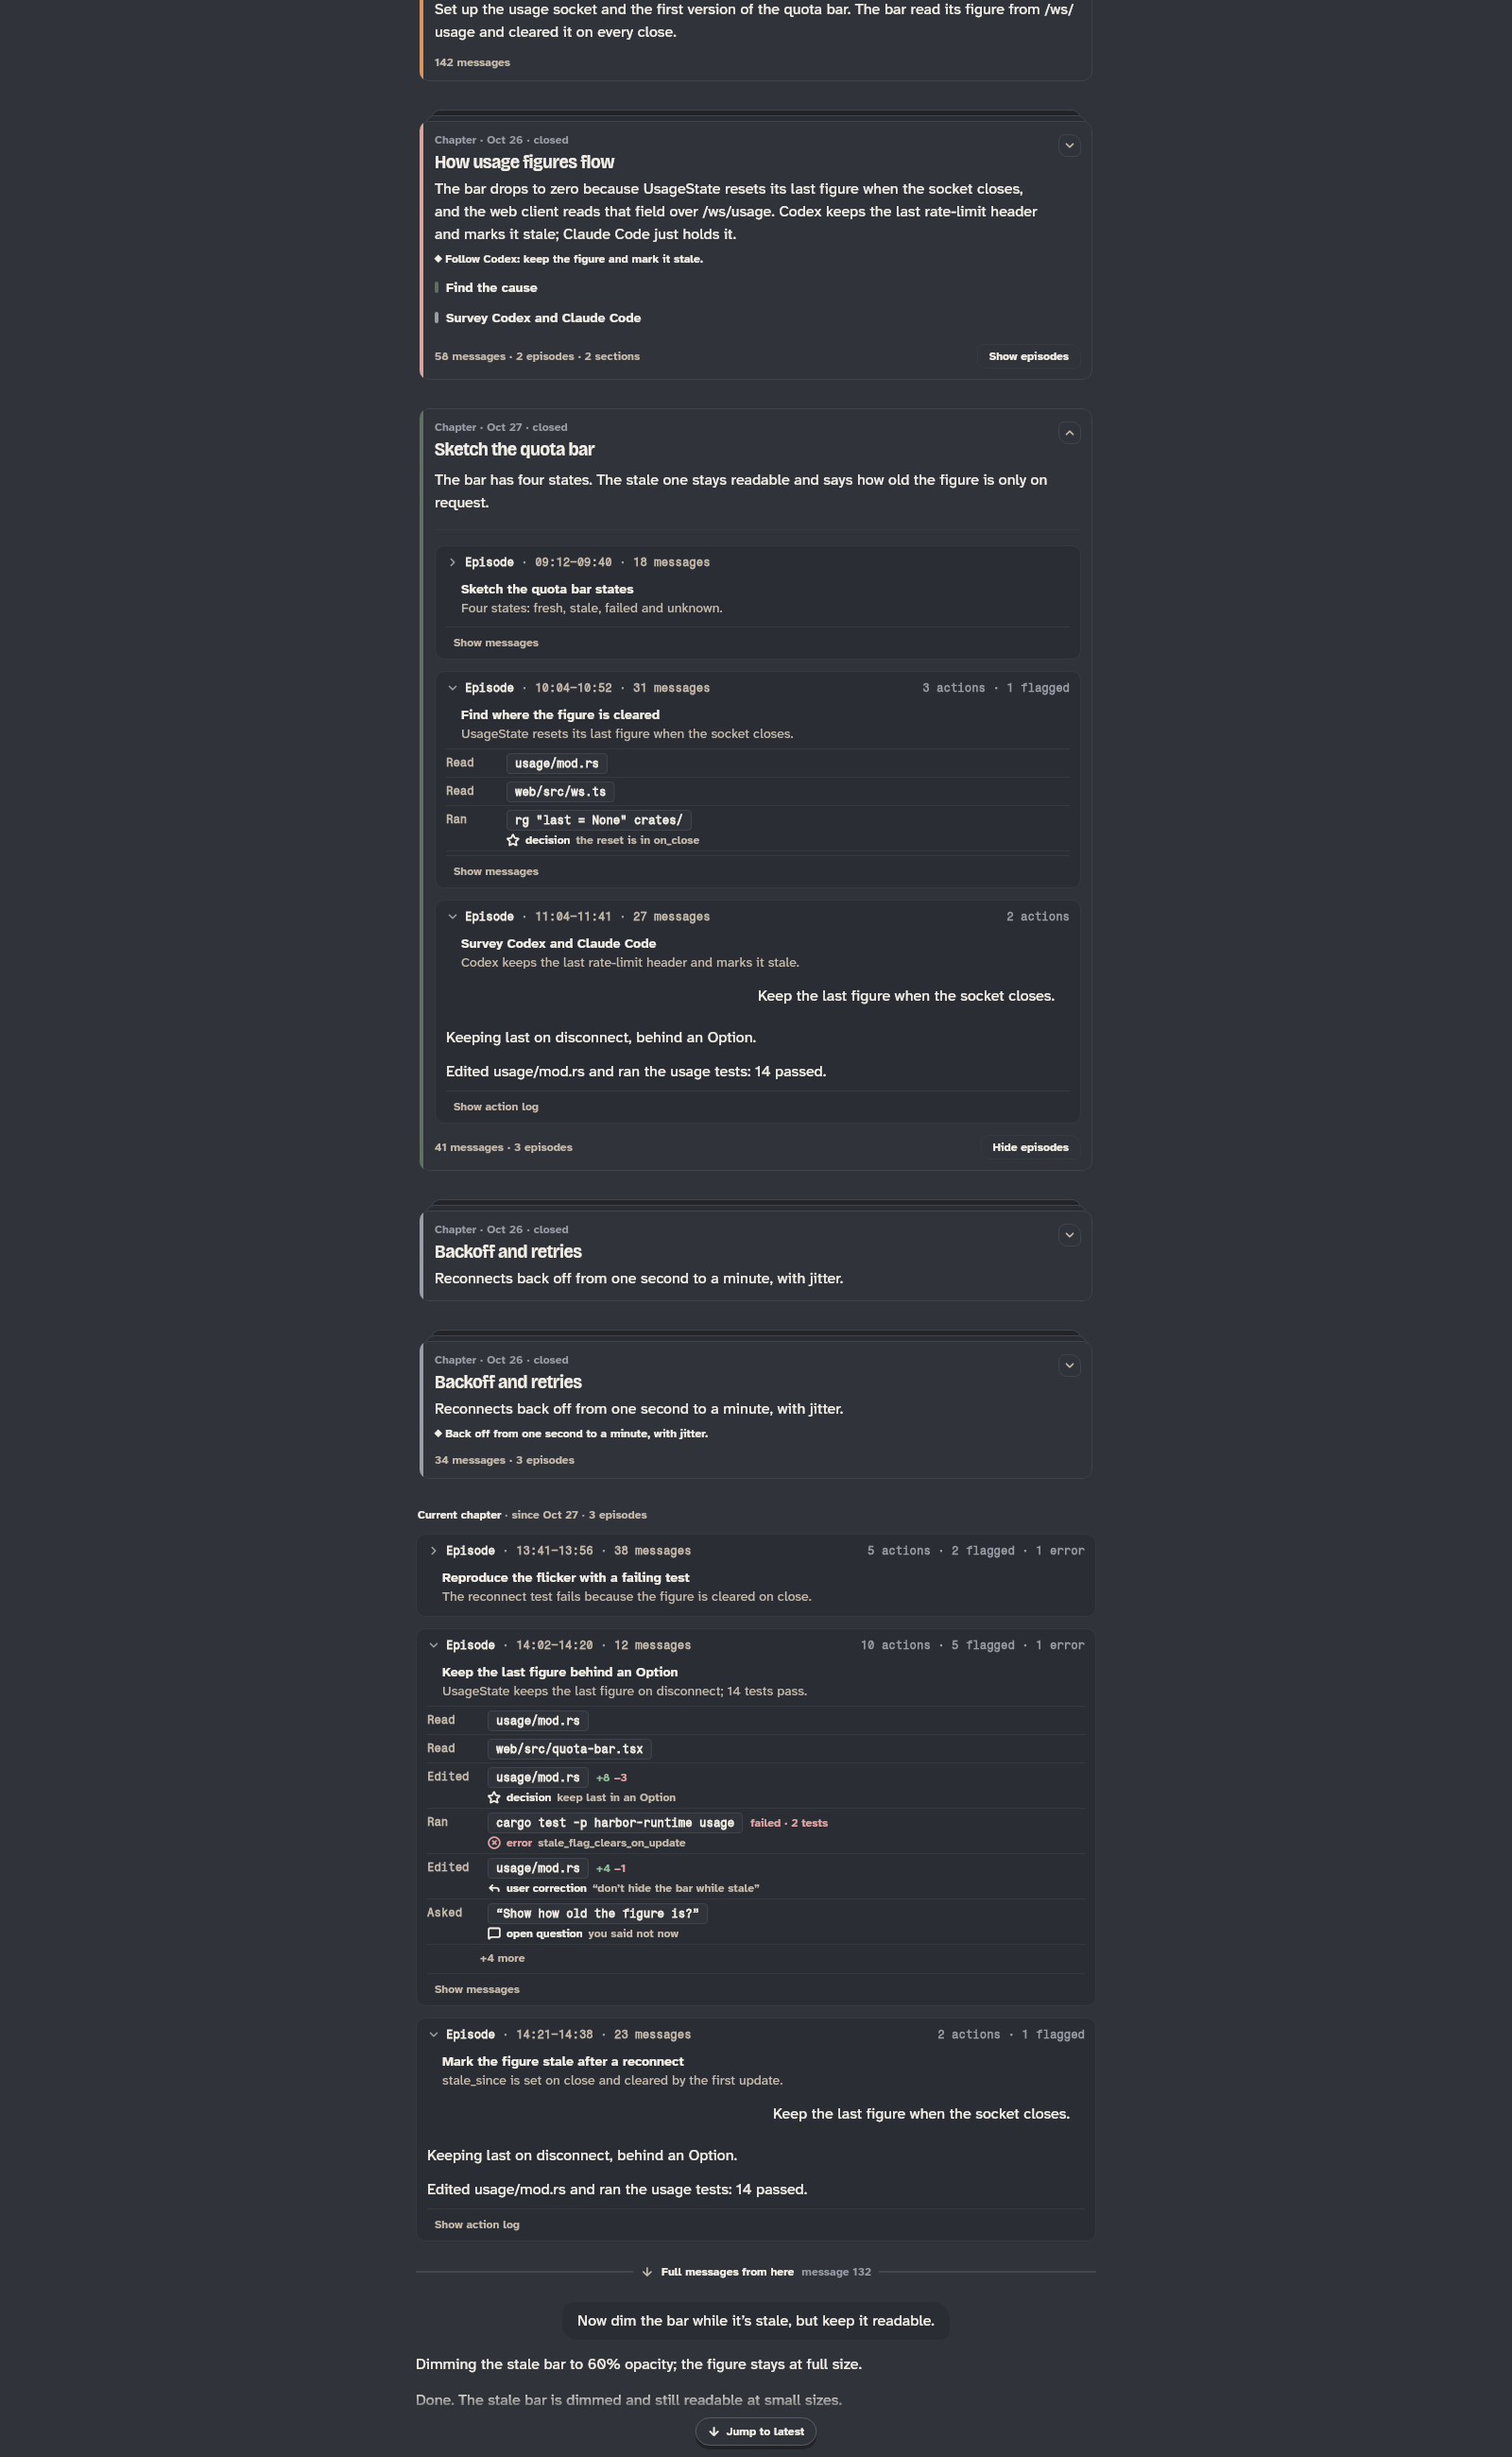 Set up the usage socket and the first version of the quota bar. The bar read its figure from /ws/
usage and cleared it on every close.
142 messages
Chapter · Oct 26 · closed
How usage figures flow
The bar drops to zero because UsageState resets its last figure when the socket closes,
and the web client reads that field over /ws/usage. Codex keeps the last rate-limit header
and marks it stale; Claude Code just holds it.
◆ Follow Codex: keep the figure and mark it stale.
Find the cause
Survey Codex and Claude Code
58 messages · 2 episodes · 2 sections
Show episodes
Chapter · Oct 27 · closed
Sketch the quota bar
The bar has four states. The stale one stays readable and says how old the figure is only on
request.
Episode · 09:12–09:40 · 18 messages
Sketch the quota bar states
Four states: fresh, stale, failed and unknown.
Show messages
Episode · 10:04–10:52 · 31 messages 3 actions · 1 flagged
Find where the figure is cleared
UsageState resets its last figure when the socket closes.
Read usage/mod.rs
Read web/src/ws.ts
Ran rg "last = None" crates/
decision the reset is in on_close
Show messages
Episode · 11:04–11:41 · 27 messages 2 actions
Survey Codex and Claude Code
Codex keeps the last rate-limit header and marks it stale.
Keep the last figure when the socket closes.
Keeping last on disconnect, behind an Option.
Edited usage/mod.rs and ran the usage tests: 14 passed.
Show action log
41 messages · 3 episodes
Hide episodes
Chapter · Oct 26 · closed
Backoff and retries
Reconnects back off from one second to a minute, with jitter.
Chapter · Oct 26 · closed
Backoff and retries
Reconnects back off from one second to a minute, with jitter.
◆ Back off from one second to a minute, with jitter.
34 messages · 3 episodes
Current chapter · since Oct 27 · 3 episodes
Episode · 13:41–13:56 · 38 messages 5 actions · 2 flagged · 1 error
Reproduce the flicker with a failing test
The reconnect test fails because the figure is cleared on close.
Episode · 14:02–14:20 · 12 messages 10 actions · 5 flagged · 1 error
Keep the last figure behind an Option
UsageState keeps the last figure on disconnect; 14 tests pass.
Read usage/mod.rs
Read web/src/quota-bar.tsx
Edited usage/mod.rs +8 −3
decision keep last in an Option
Ran cargo test -p harbor-runtime usage failed · 2 tests
error stale_flag_clears_on_update
Edited usage/mod.rs +4 −1
user correction “don’t hide the bar while stale”
Asked “Show how old the figure is?”
open question you said not now
+4 more
Show messages
Episode · 14:21–14:38 · 23 messages 2 actions · 1 flagged
Mark the figure stale after a reconnect
stale_since is set on close and cleared by the first update.
Keep the last figure when the socket closes.
Keeping last on disconnect, behind an Option.
Edited usage/mod.rs and ran the usage tests: 14 passed.
Show action log
Full messages from here message 132
Now dim the bar while it’s stale, but keep it readable.
Dimming the stale bar to 60% opacity; the figure stays at full size.
Done. The stale bar is dimmed and still readable at small sizes.
Jump to latest